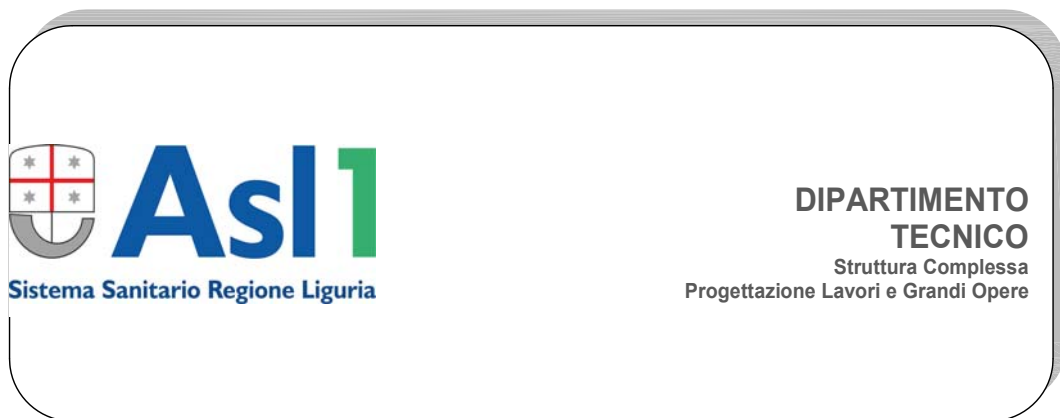 Asl1
Sistema Sanitario Regione Liguria
DIPARTIMENTO
TECNICO
Struttura Complessa
Progettazione Lavori e Grandi Opere